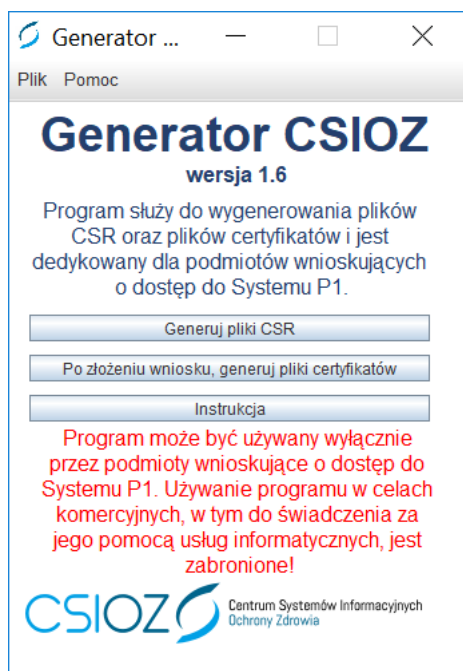 Generator ...
Plik Pomoc
Generator CSIOZ
wersja 1.6
Program służy do wygenerowania plików
CSR oraz plików certyfikatów i jest
dedykowany dla podmiotów wnioskujących
o dostęp do Systemu P1.
Generuj pliki CSR
Po złożeniu wniosku, generuj pliki certyfikatów
Instrukcja
Program może być używany wyłącznie
przez podmioty wnioskujące o dostęp do
Systemu P1. Używanie programu w celach
komercyjnych, w tym do świadczenia za
jego pomocą usług informatycznych, jest
zabronione!
CSIOZ
Centrum Systemów Informacyjnych
Ochrony Zdrowia